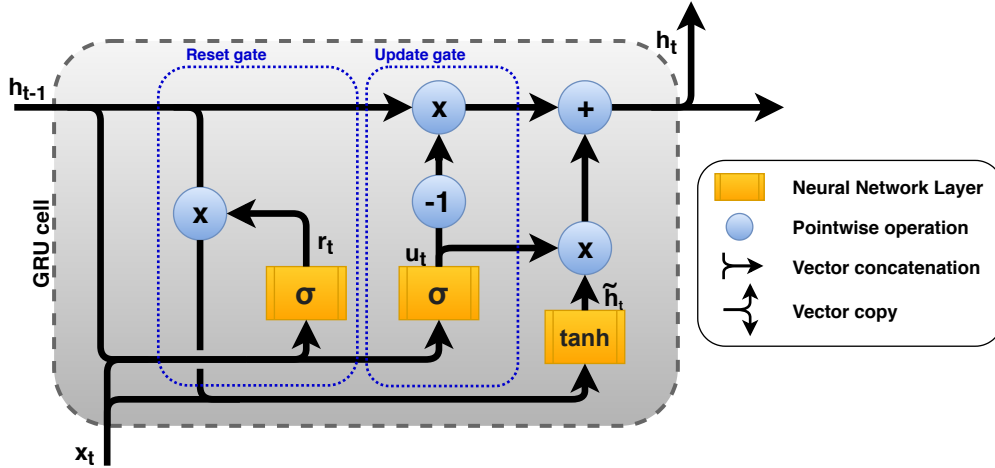 h_t
Reset gate
Update gate
h_t-1
x
+
-1
x
r_t
u_t
x
GRU cell
σ
σ
h̃_t
tanh
x_t
Neural Network Layer
Pointwise operation
Vector concatenation
Vector copy